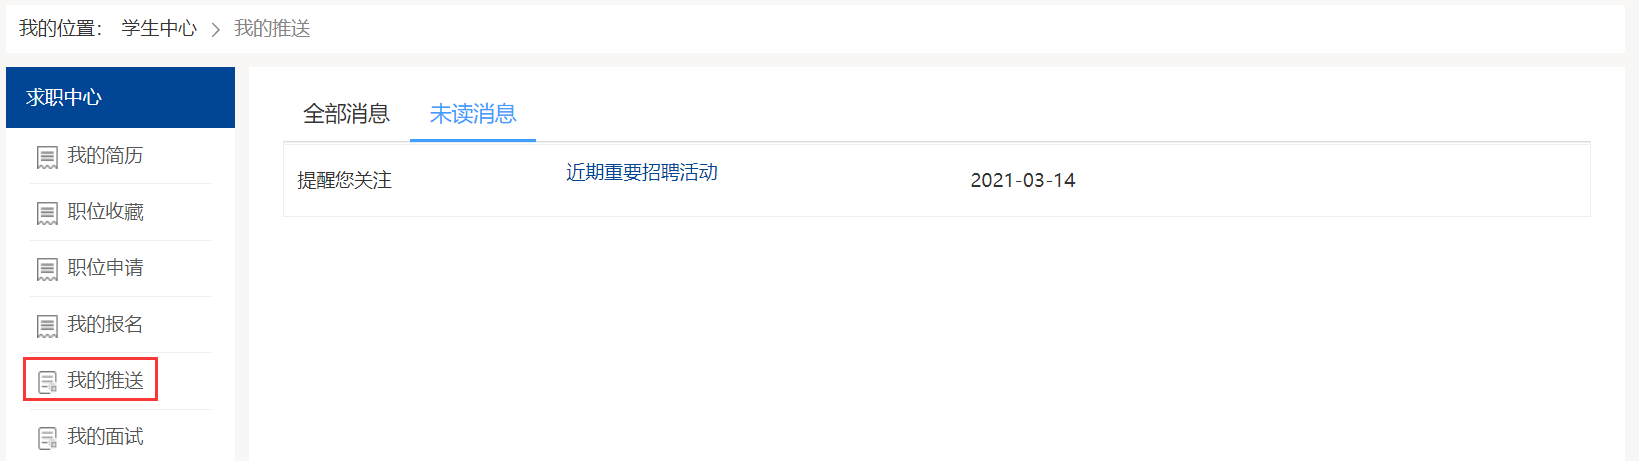 我的位置： 学生中心 > 我的推送
求职中心
我的简历
职位收藏
职位申请
我的报名
我的推送
我的面试
全部消息 未读消息
提醒您关注 近期重要招聘活动 2021-03-14